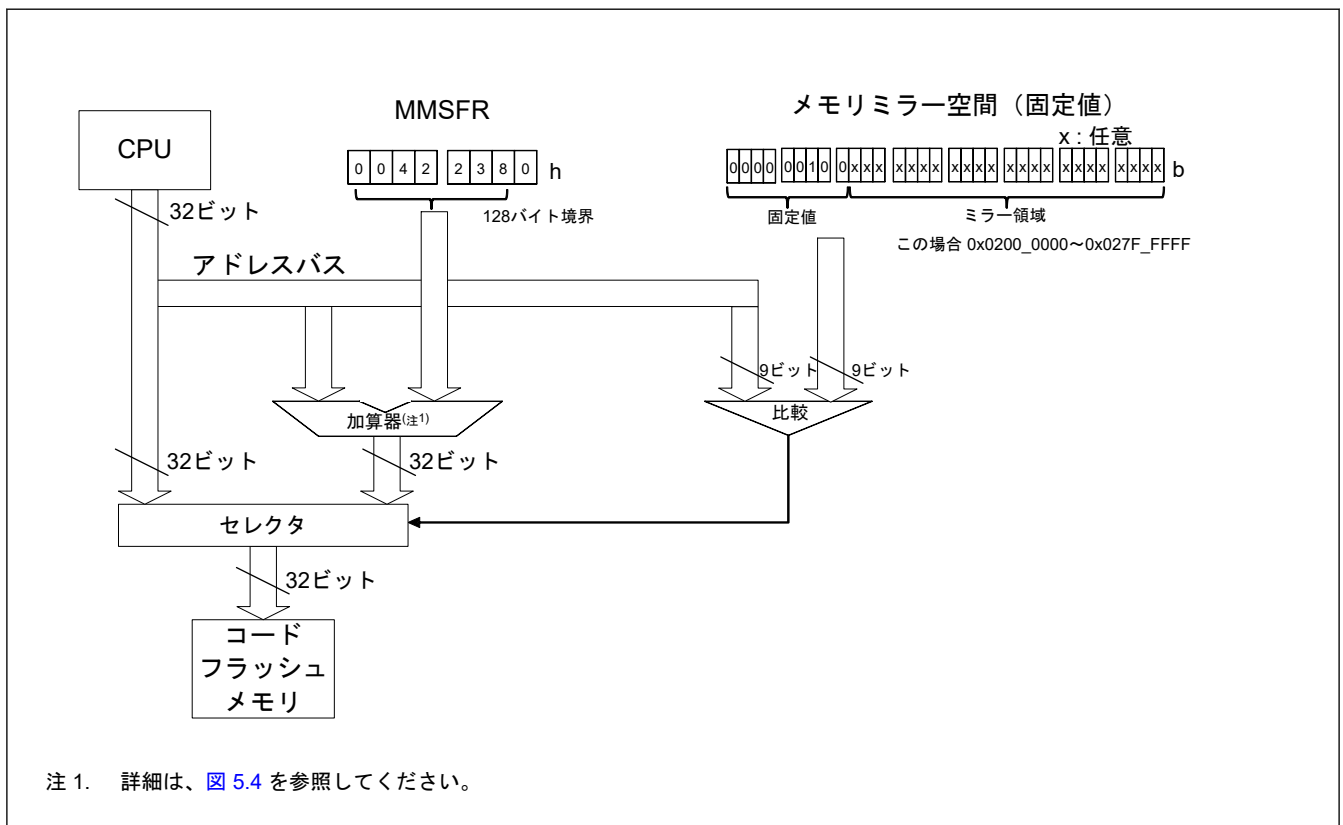 CPU
MMSFR
メモリミラー空間（固定値）
x : 任意
0 0 4 2 2 3 8 0 h
0000 0010 0xxx xxxx xxxx xxxx xxxx xxxx b
32ビット
128バイト境界
固定値
ミラー領域
この場合 0x0200_0000～0x027F_FFFF
アドレスバス
9ビット
9ビット
加算器(注1)
比較
32ビット
32ビット
セレクタ
32ビット
コード
フラッシュ
メモリ
注 1. 詳細は、図 5.4 を参照してください。